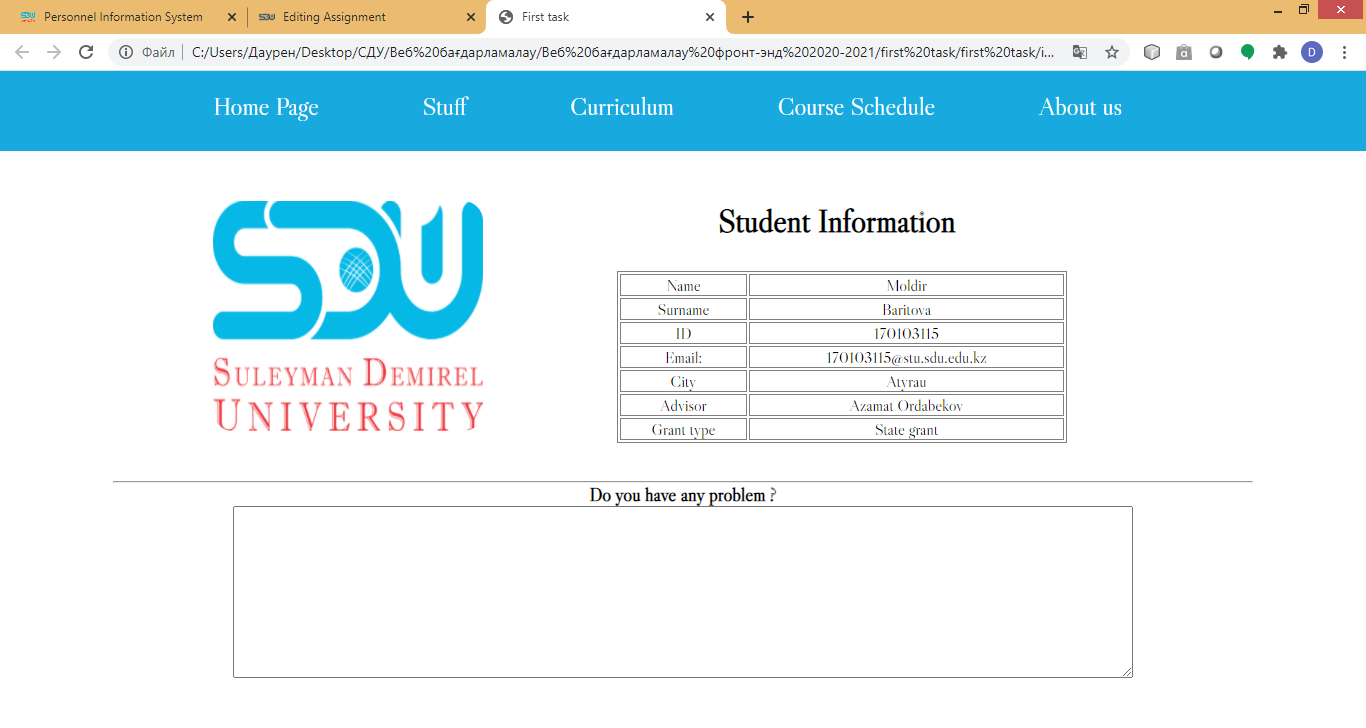 Personnel Information System
Editing Assignment
First task
Файл
C:/Users/Даурен/Desktop/СДУ/Веб%20бағдарламалау/Веб%20бағдарламалау%20фронт-энд%202020-2021/first%20task/first%20task/i...
D
Home Page Stuff Curriculum Course Schedule About us
SDU
SULEYMAN DEMIREL
UNIVERSITY
Student Information
Name Moldir
Surname Baritova
ID 170103115
Email: 170103115@stu.sdu.edu.kz
City Atyrau
Advisor Azamat Ordabekov
Grant type State grant
Do you have any problem ?